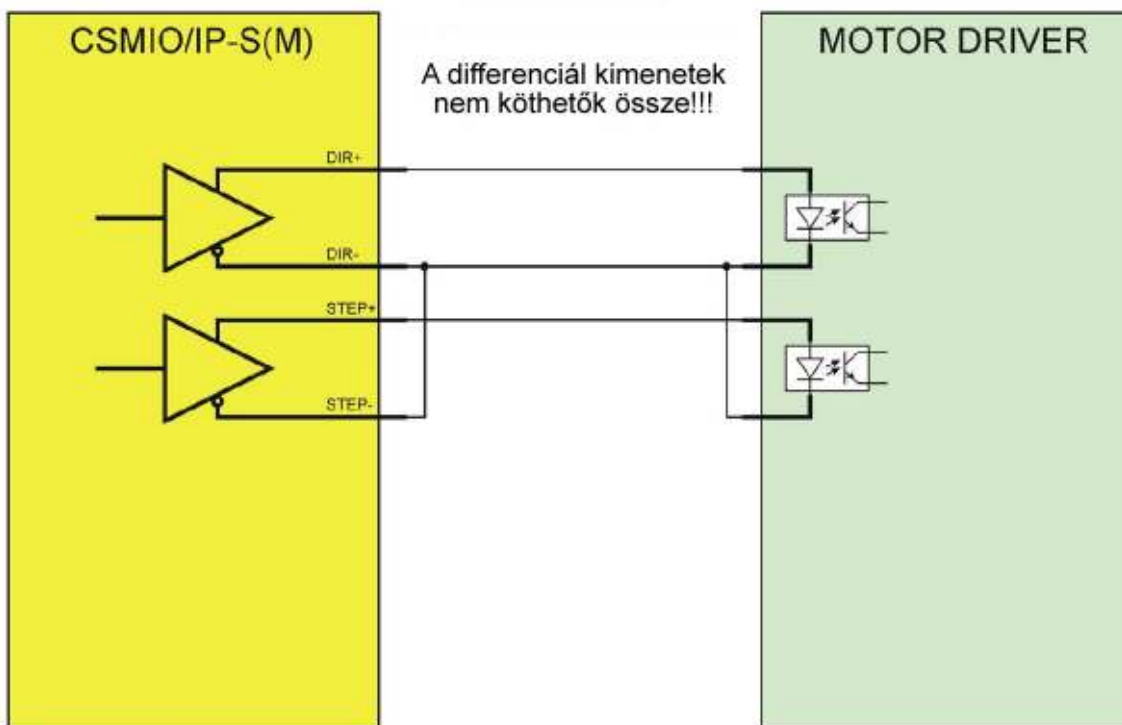 CSMIO/IP-S(M)
MOTOR DRIVER
A differenciál kimenetek
nem köthetők össze!!!
DIR+
DIR-
STEP+
STEP-